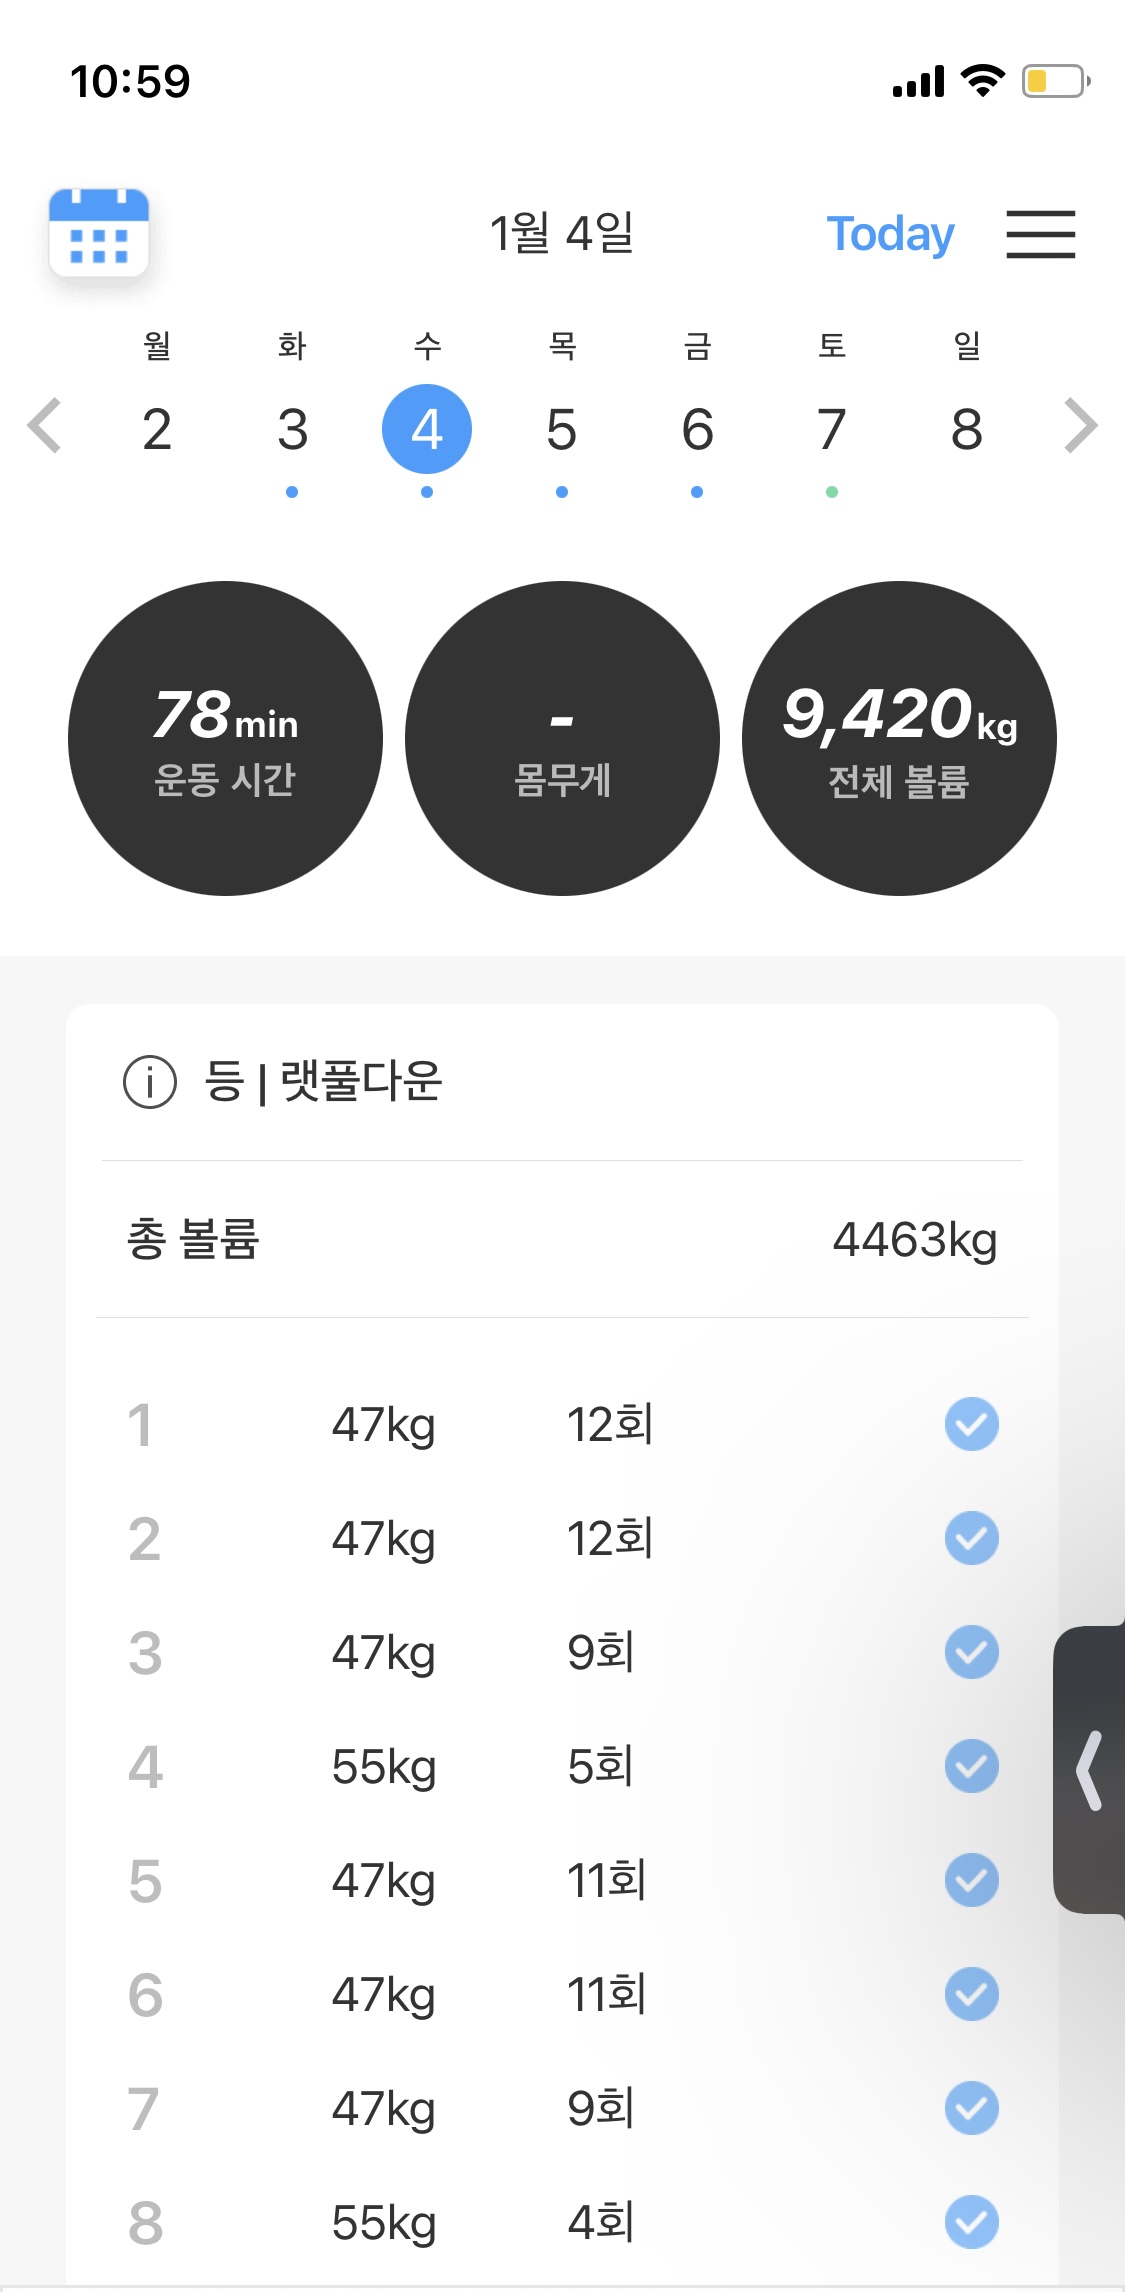 10:59
1월 4일 Today
월 화 수 목 금 토 일
2 3 4 5 6 7 8
78min - 9,420kg
운동 시간 몸무게 전체 볼륨
등 | 랫풀다운
총 볼륨 4463kg
1 47kg 12회
2 47kg 12회
3 47kg 9회
4 55kg 5회
5 47kg 11회
6 47kg 11회
7 47kg 9회
8 55kg 4회